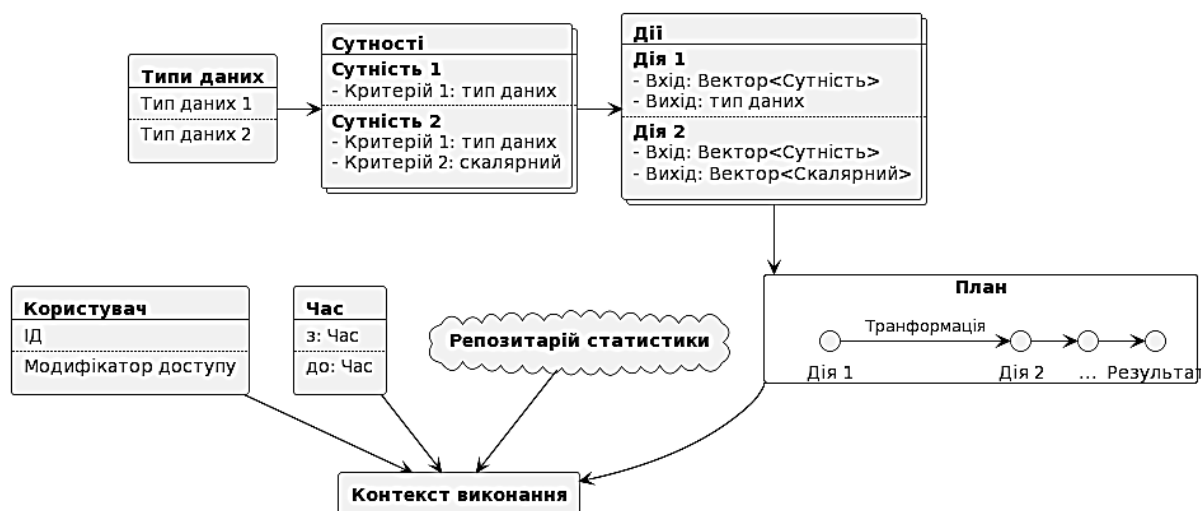 Типи даних
Тип даних 1
Тип даних 2
Сутності
Сутність 1
- Критерій 1: тип даних
Сутність 2
- Критерій 1: тип даних
- Критерій 2: скалярний
Дії
Дія 1
- Вхід: Вектор<Сутність>
- Вихід: тип даних
Дія 2
- Вхід: Вектор<Сутність>
- Вихід: Вектор<Скалярний>
Користувач
ІД
Модифікатор доступу
Час
з: Час
до: Час
Репозитарій статистики
План
Транформація
Дія 1
Дія 2
...
Результат
Контекст виконання